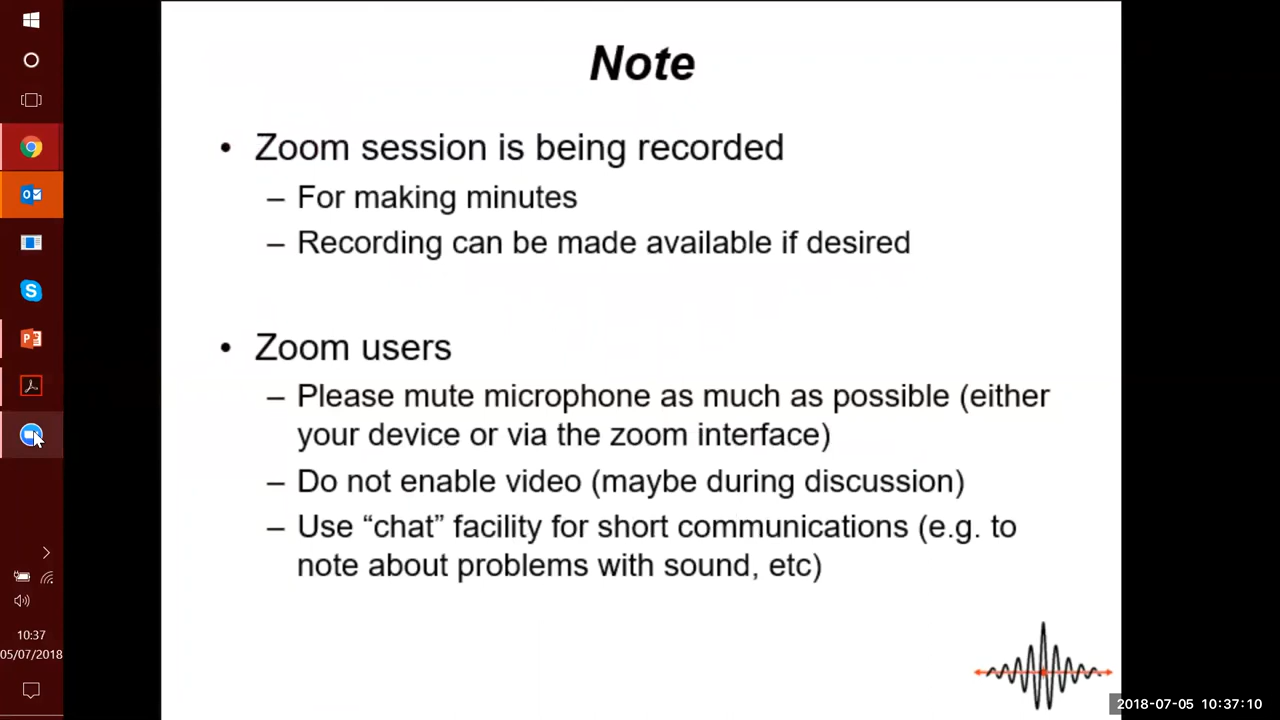 Note
• Zoom session is being recorded
– For making minutes
– Recording can be made available if desired
• Zoom users
– Please mute microphone as much as possible (either
your device or via the zoom interface)
– Do not enable video (maybe during discussion)
– Use “chat” facility for short communications (e.g. to
note about problems with sound, etc)
10:37
05/07/2018
2018-07-05 10:37:10